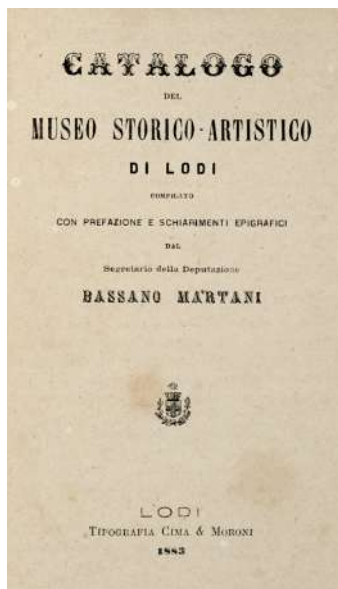 CATALOGO
DEL
MUSEO STORICO-ARTISTICO
DI LODI
COMPILATO
CON PREFAZIONE E SCHIARIMENTI EPIGRAFICI
DAL
Segretario della Deputazione
BASSANO MARTANI
LODI
TIPOGRAFIA CIMA & MORONI
1883